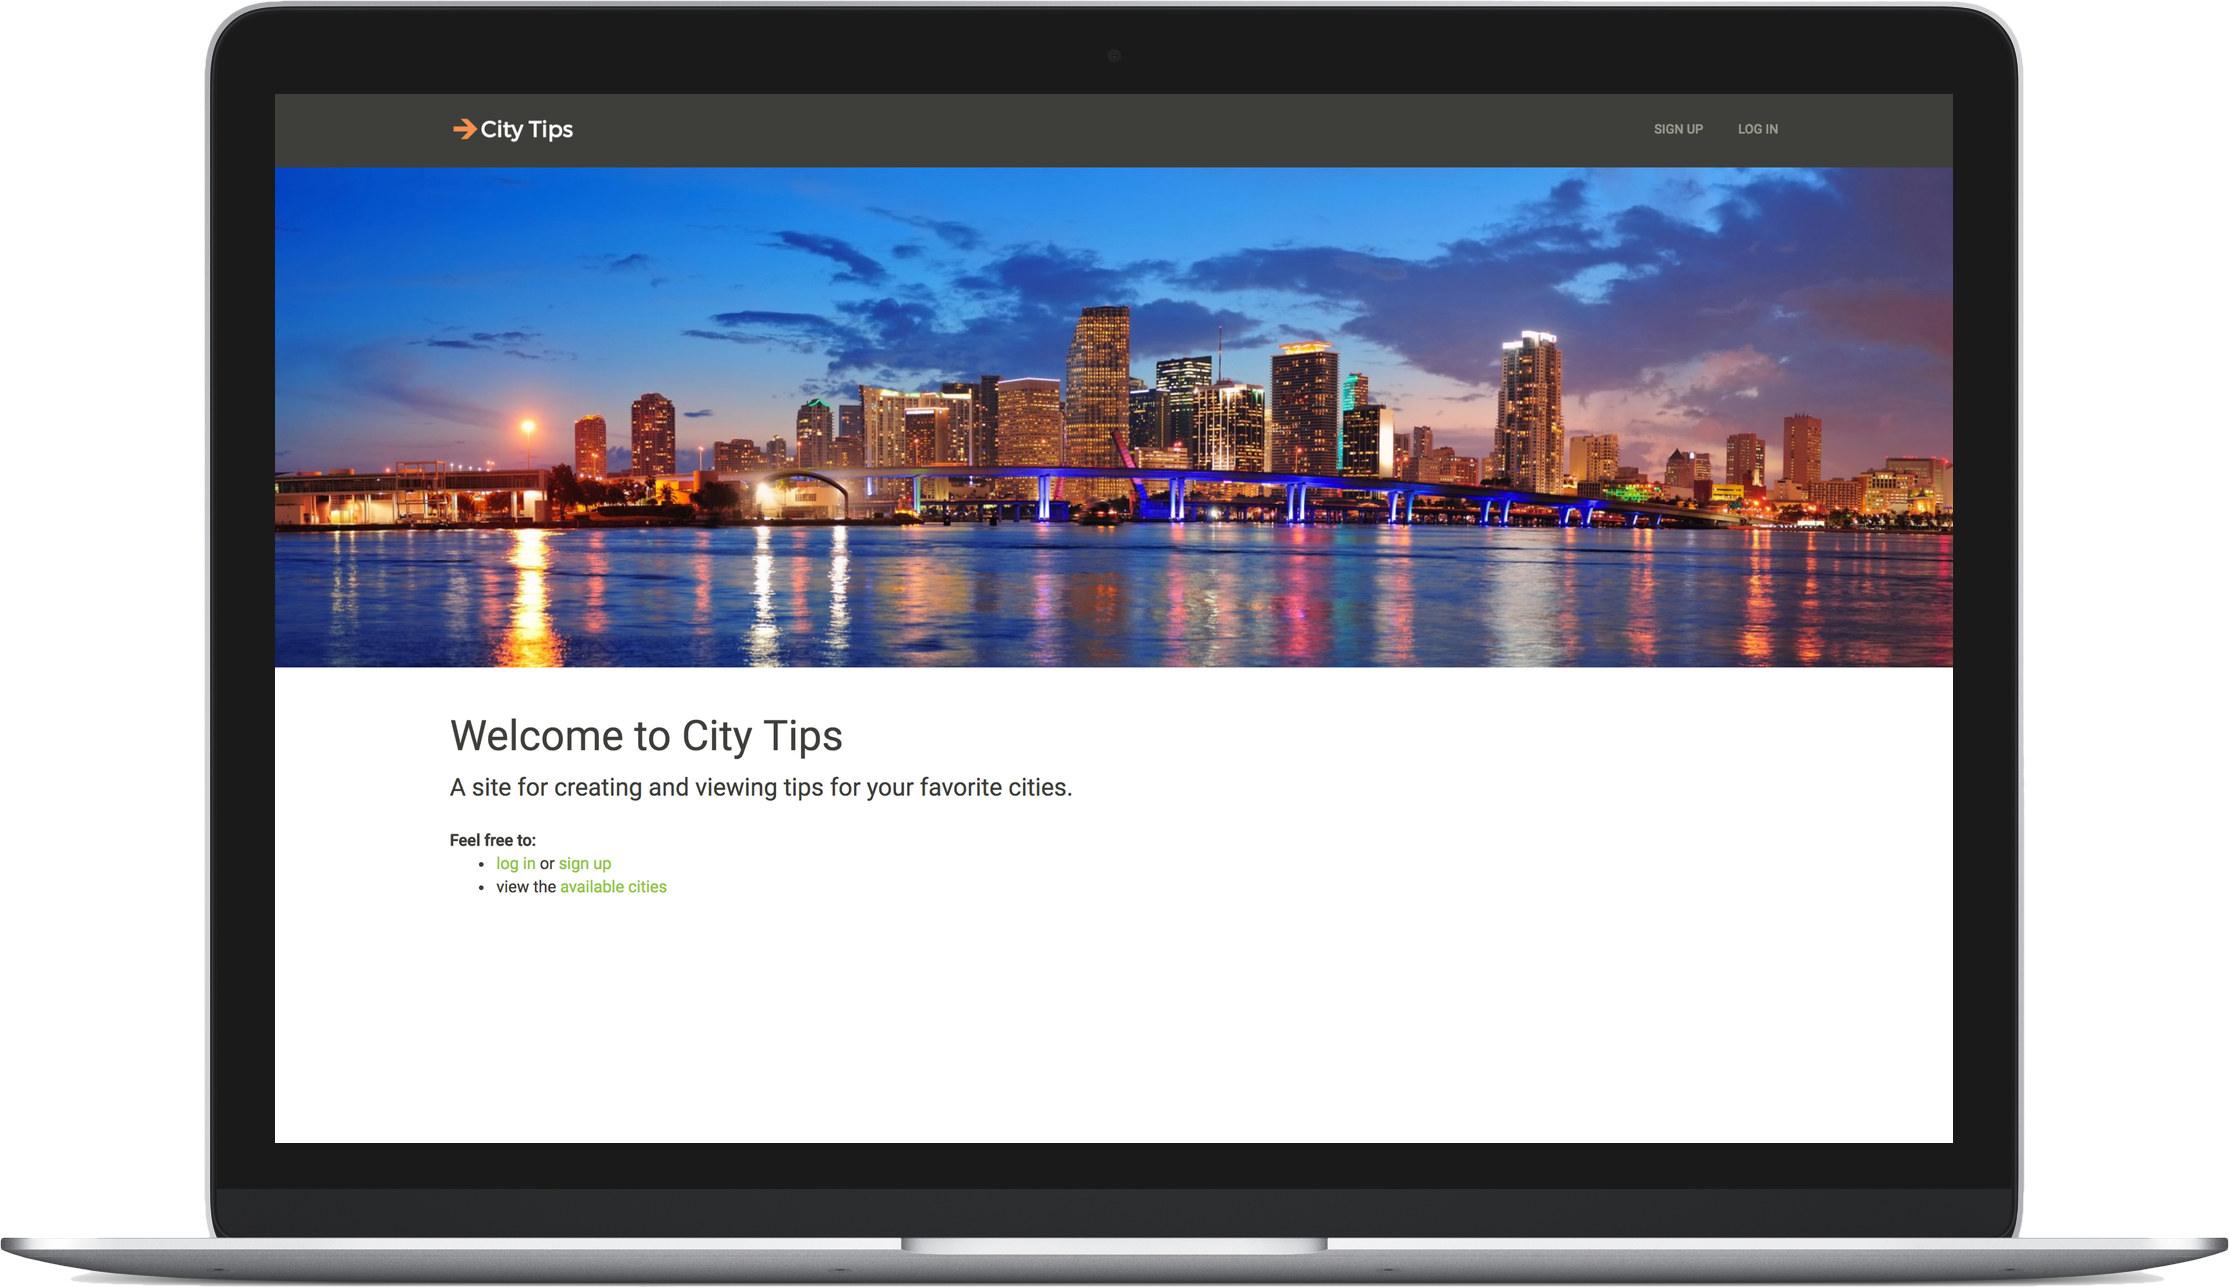 City Tips
SIGN UP
LOG IN
Welcome to City Tips
A site for creating and viewing tips for your favorite cities.
Feel free to:
• log in or sign up
• view the available cities